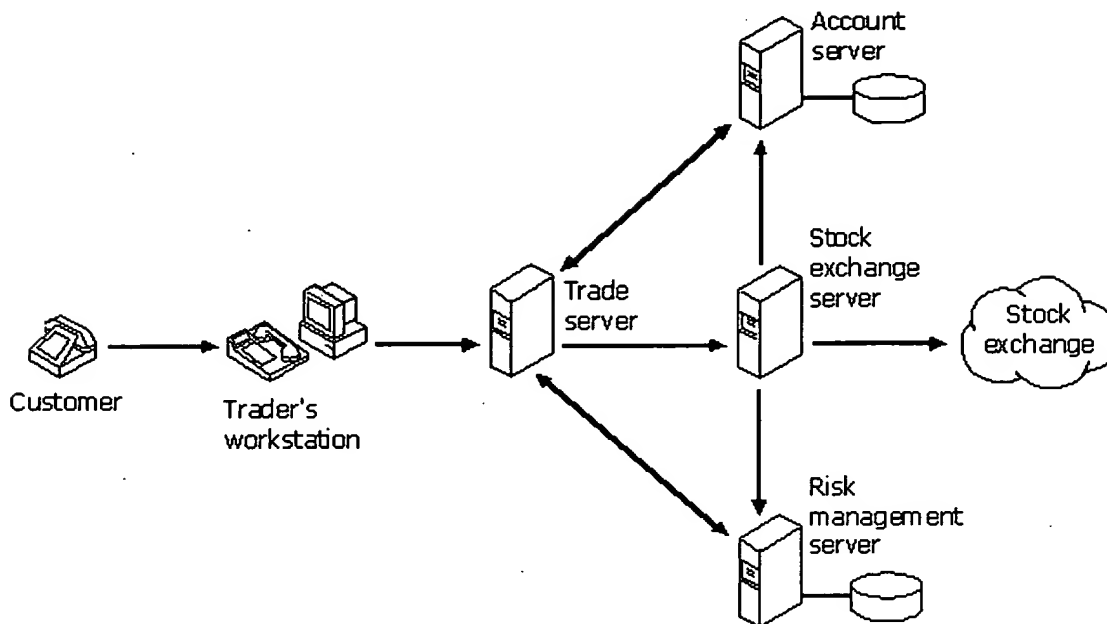 Account
server
Stock
exchange
server
Trade
server
Stock
exchange
Customer
Trader's
workstation
Risk
management
server